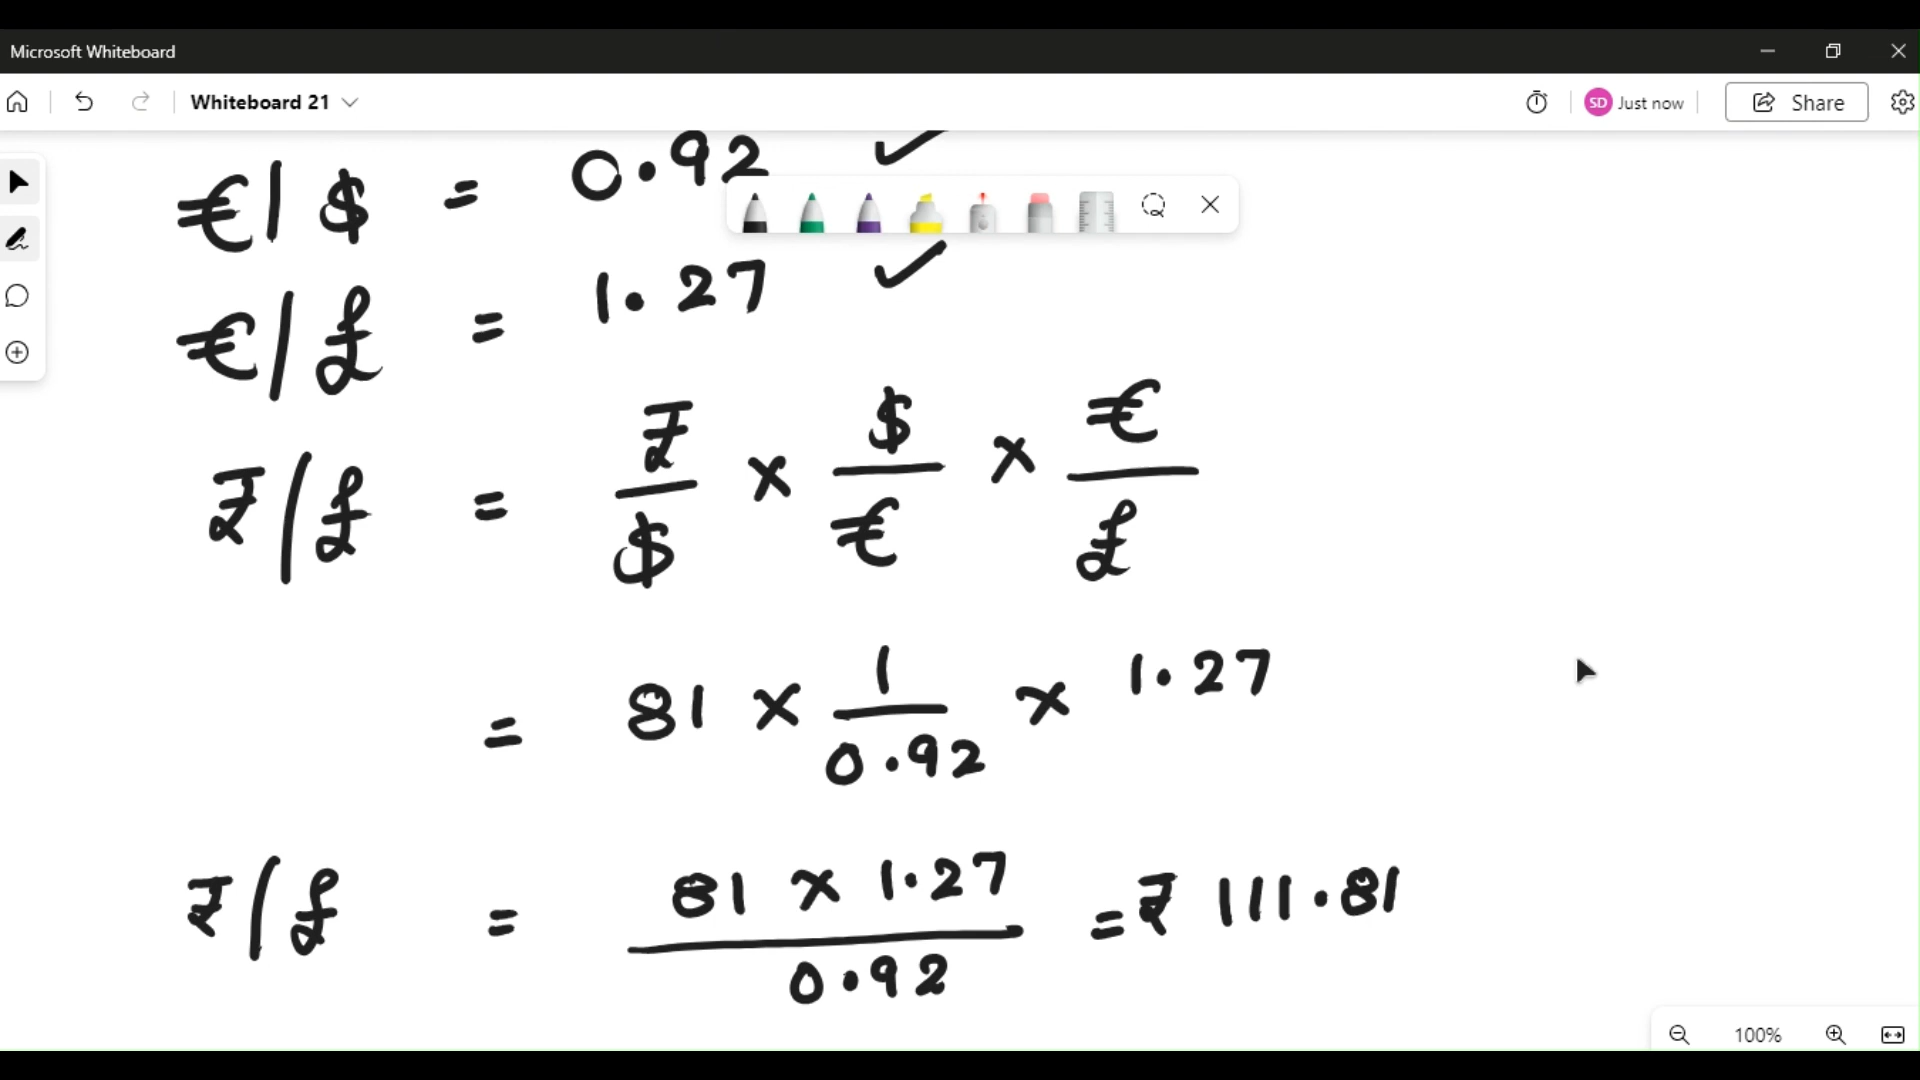 Microsoft Whiteboard
Whiteboard 21
SD Just now Share
€/$ = 0.92 ✓
€/£ = 1.27 ✓
₹/£ = ₹/$ × $/€ × €/£
= 81 × 1/0.92 × 1.27
₹/£ = 81 × 1.27/0.92 = ₹ 111.81
100%